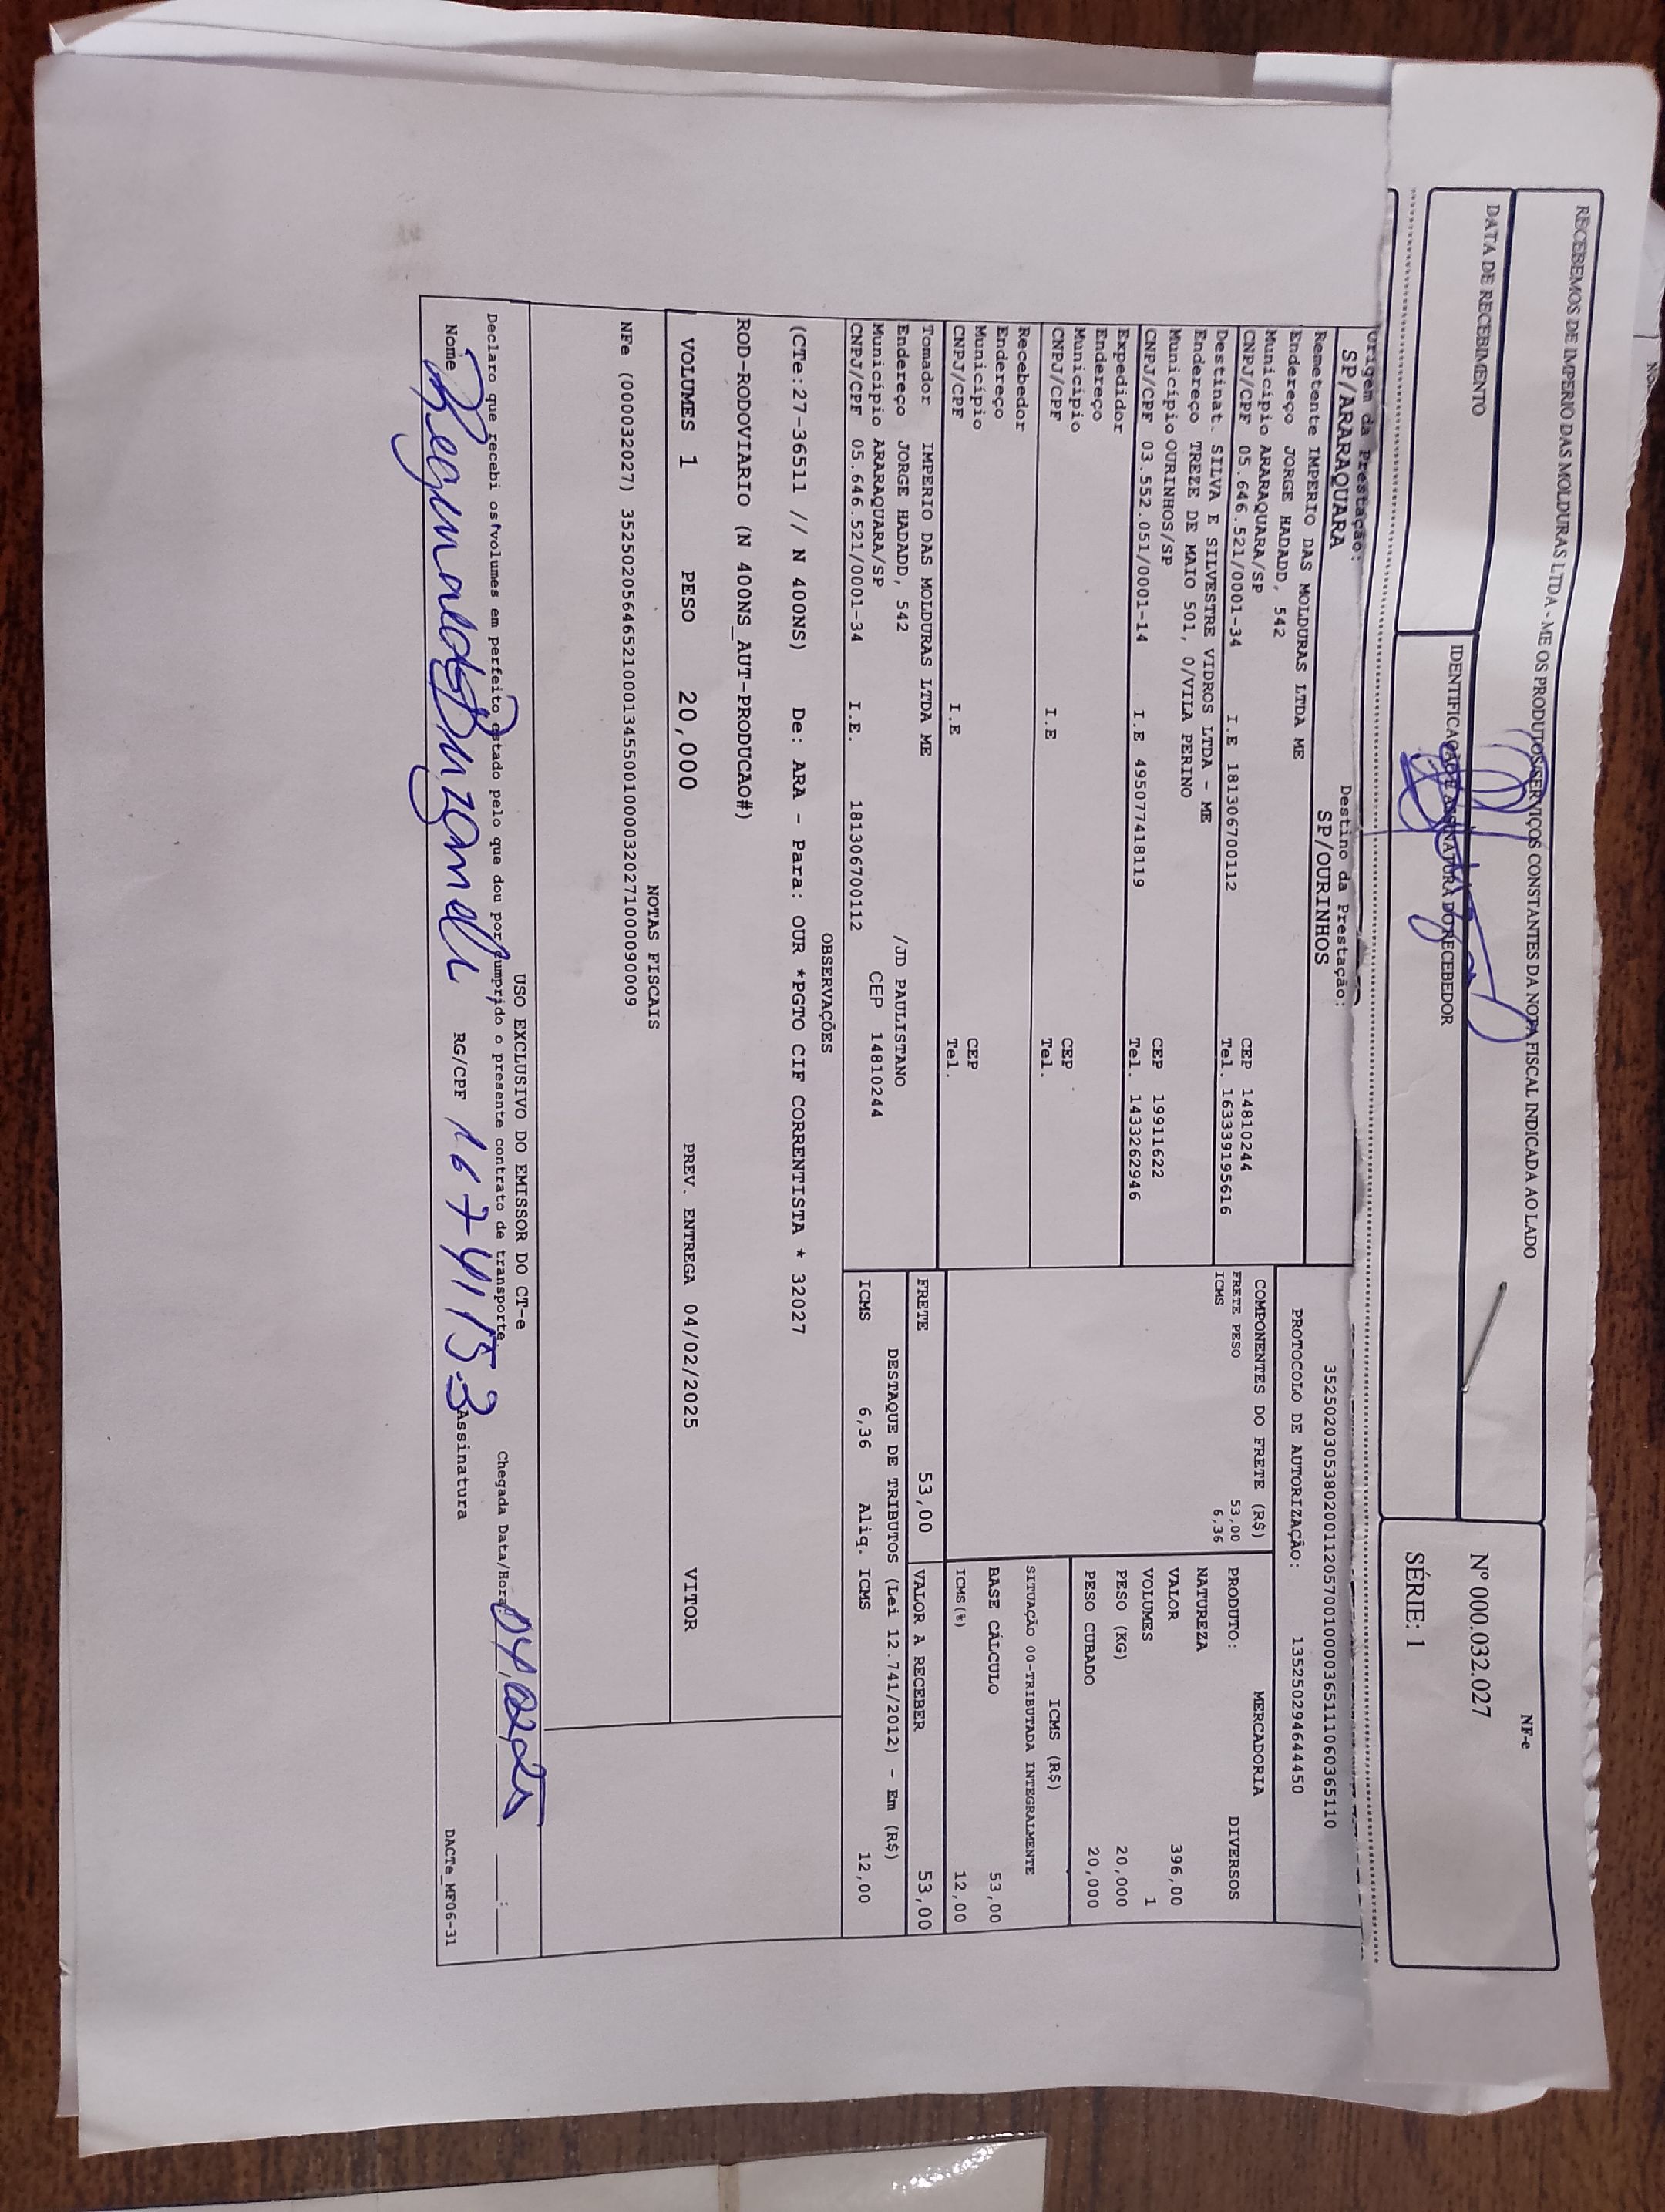 RECEBEMOS DE IMPERIO DAS MOLDURAS LTDA - ME OS PRODUTOS/SERVIÇOS CONSTANTES DA NOTA FISCAL INDICADA AO LADO
NF-e
Nº 000.032.027
SÉRIE: 1
DATA DE RECEBIMENTO
IDENTIFICAÇÃO E ASSINATURA DO RECEBEDOR
Origem da Prestação:
SP/ARARAQUARA
Destino da Prestação:
SP/OURINHOS
35250203053802001120570010000365111060365110
PROTOCOLO DE AUTORIZAÇÃO: 135250294644450
Remetente IMPERIO DAS MOLDURAS LTDA ME
Endereço JORGE HADADD, 542
Município ARARAQUARA/SP CEP 14810244
CNPJ/CPF 05.646.521/0001-34 I.E 181306700112 Tel. 163339195616
Destinat. SILVA E SILVESTRE VIDROS LTDA - ME
Endereço TREZE DE MAIO 501, 0/VILA PERINO
Município OURINHOS/SP CEP 19911622
CNPJ/CPF 03.552.051/0001-14 I.E 495077418119 Tel. 1433262946
Expedidor
Endereço
Município CEP
CNPJ/CPF I.E Tel.
Recebedor
Endereço
Município CEP
CNPJ/CPF I.E Tel.
Tomador IMPERIO DAS MOLDURAS LTDA ME
Endereço JORGE HADADD, 542 /JD PAULISTANO
Município ARARAQUARA/SP CEP 14810244
CNPJ/CPF 05.646.521/0001-34 I.E. 181306700112
COMPONENTES DO FRETE (R$)
FRETE PESO 53,00
ICMS 6,36
MERCADORIA
PRODUTO: DIVERSOS
NATUREZA
VALOR 396,00
VOLUMES 1
PESO (KG) 20,000
PESO CUBADO 20,000
ICMS (R$)
SITUAÇÃO 00-TRIBUTADA INTEGRALMENTE
BASE CÁLCULO 53,00
ICMS(%) 12,00
FRETE 53,00 VALOR A RECEBER 53,00
DESTAQUE DE TRIBUTOS (Lei 12.741/2012) - Em (R$)
ICMS 6,36 Aliq. ICMS 12,00
OBSERVAÇÕES
(CTe:27-36511 // N 400NS) De: ARA - Para: OUR *PGTO CIF CORRENTISTA * 32027
ROD-RODOVIARIO (N 400NS_AUT-PRODUCAO#)
VOLUMES 1 PESO 20,000 PREV. ENTREGA 04/02/2025 VITOR
NOTAS FISCAIS
NFe (000032027) 35250205646521000134550010000320271000090009
USO EXCLUSIVO DO EMISSOR DO CT-e
Declaro que recebi os volumes em perfeito estado pelo que dou por cumprido o presente contrato de transporte. Chegada Data/Hora 04/02/25 :
Nome RG/CPF 16741153 Assinatura
DACTe_MF06-31